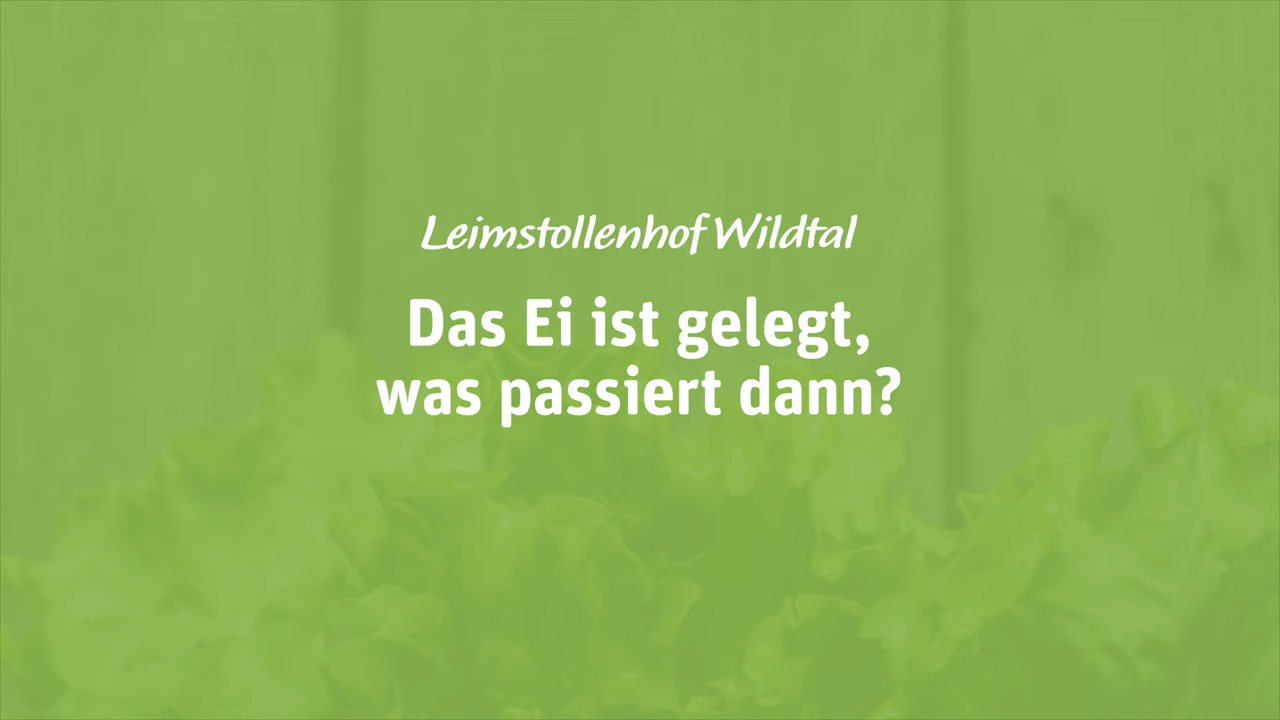 Leimstollenhof Wildtal
Das Ei ist gelegt,
was passiert dann?